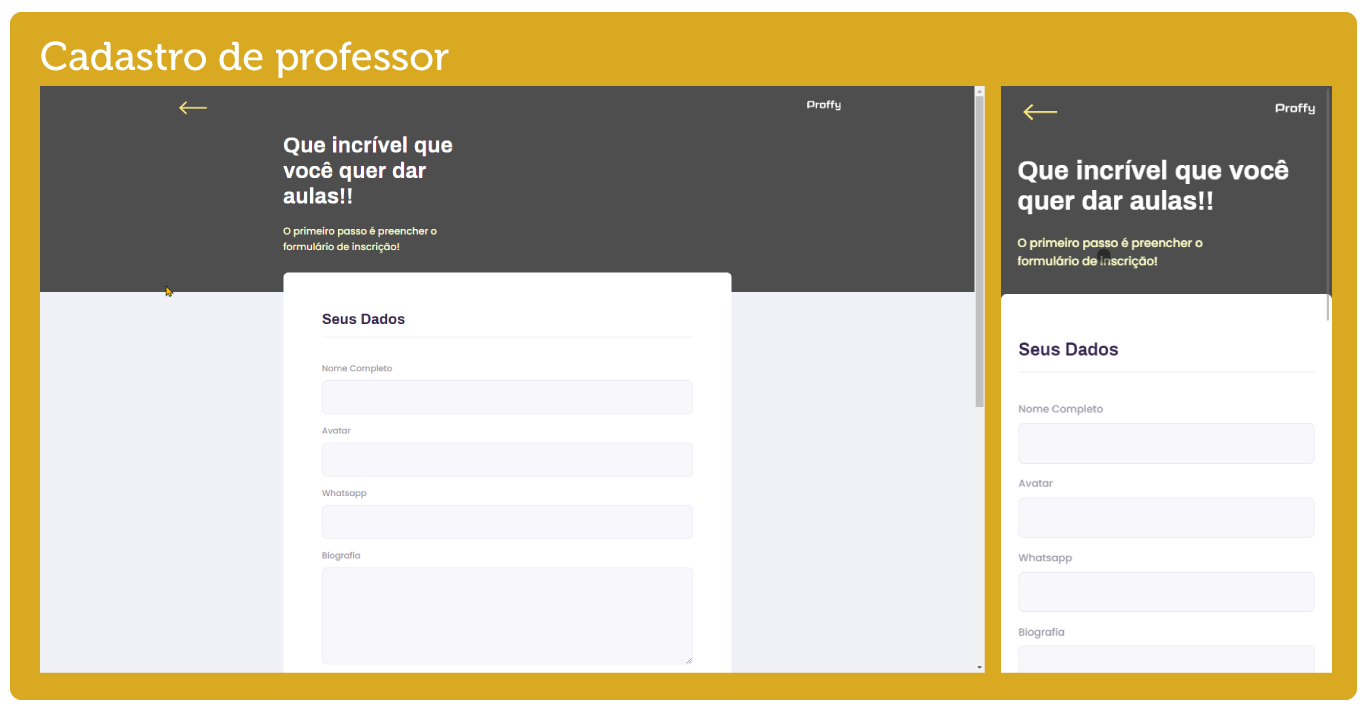 Cadastro de professor
Proffy
Que incrível que
você quer dar
aulas!!
O primeiro passo é preencher o
formulário de inscrição!
Seus Dados
Nome Completo
Avatar
Whatsapp
Biografia
Proffy
Que incrível que você
quer dar aulas!!
O primeiro passo é preencher o
formulário de inscrição!
Seus Dados
Nome Completo
Avatar
Whatsapp
Biografia